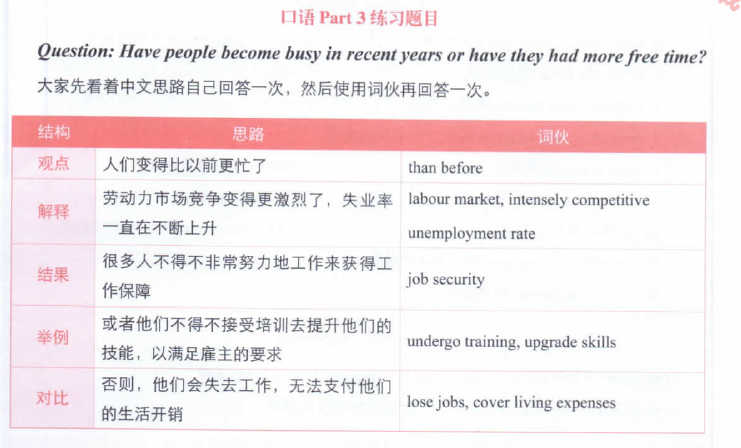 口语 Part 3 练习题目
Question: Have people become busy in recent years or have they had more free time?
大家先看着中文思路自己回答一次，然后使用词伙再回答一次。
结构 思路 词伙
观点 人们变得比以前更忙了 than before
解释 劳动力市场竞争变得更激烈了，失业率 labour market, intensely competitive
一直在不断上升 unemployment rate
结果 很多人不得不非常努力地工作来获得工 job security
作保障
举例 或者他们不得不接受培训去提升他们的 undergo training, upgrade skills
技能，以满足雇主的要求
对比 否则，他们会失去工作，无法支付他们 lose jobs, cover living expenses
的生活开销